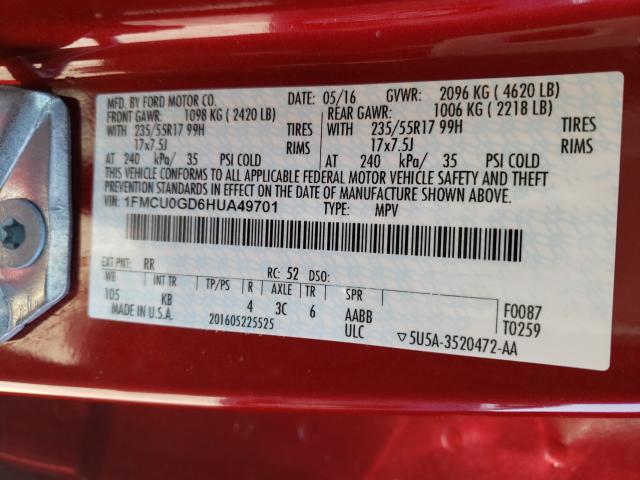 MFD. BY FORD MOTOR CO. DATE: 05/16 GVWR: 2096 KG ( 4620 LB)
FRONT GAWR: 1098 KG ( 2420 LB) REAR GAWR: 1006 KG ( 2218 LB)
WITH 235/55R17 99H TIRES WITH 235/55R17 99H TIRES
17x7.5J RIMS 17x7.5J RIMS
AT 240 kPa/ 35 PSI COLD AT 240 kPa/ 35 PSI COLD
THIS VEHICLE CONFORMS TO ALL APPLICABLE FEDERAL MOTOR VEHICLE SAFETY AND THEFT
PREVENTION STANDARDS IN EFFECT ON THE DATE OF MANUFACTURE SHOWN ABOVE.
VIN: 1FMCU0GD6HUA49701 TYPE: MPV
EXT PNT: RR RC: 52 DSO:
WB INT TR TP/PS R AXLE TR SPR
105 KB 4 3C 6 AABB F0087
MADE IN U.S.A. 201605225525 ULC ▽5U5A-3520472-AA T0259